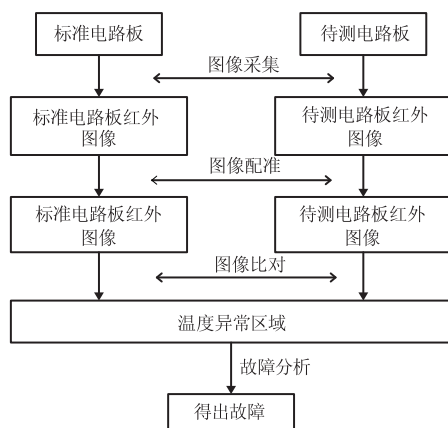 标准电路板
待测电路板
图像采集
标准电路板红外
图像
待测电路板红外
图像
图像配准
标准电路板红外
图像
待测电路板红外
图像
图像比对
温度异常区域
故障分析
得出故障